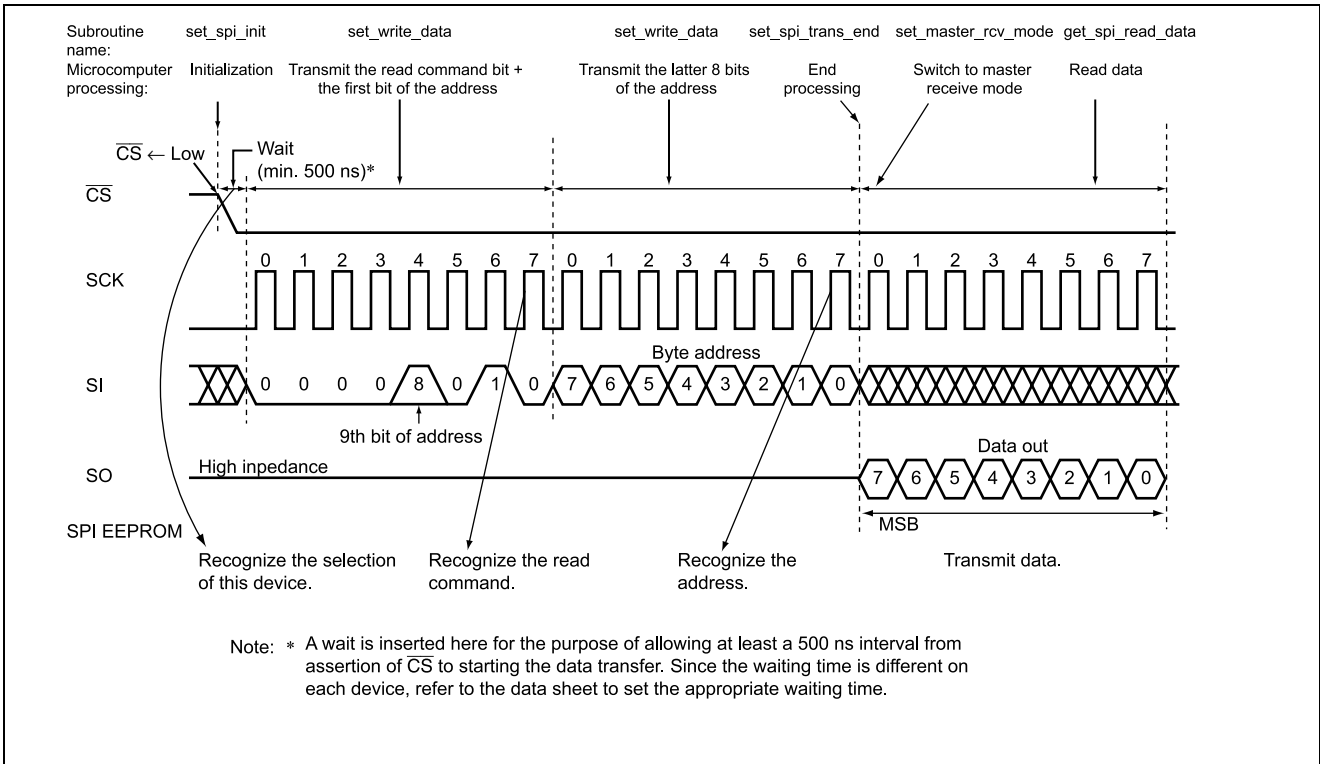 Subroutine name: set_spi_init set_write_data set_write_data set_spi_trans_end set_master_rcv_mode get_spi_read_data
Microcomputer processing: Initialization Transmit the read command bit + the first bit of the address Transmit the latter 8 bits of the address End processing Switch to master receive mode Read data
CS ← Low
Wait
(min. 500 ns)*
CS
0 1 2 3 4 5 6 7 0 1 2 3 4 5 6 7 0 1 2 3 4 5 6 7
SCK
Byte address
SI 0 0 0 0 8 0 1 0 7 6 5 4 3 2 1 0
9th bit of address
Data out
High inpedance
SO 7 6 5 4 3 2 1 0
MSB
SPI EEPROM
Recognize the selection of this device.
Recognize the read command.
Recognize the address.
Transmit data.
Note: * A wait is inserted here for the purpose of allowing at least a 500 ns interval from
assertion of CS to starting the data transfer. Since the waiting time is different on
each device, refer to the data sheet to set the appropriate waiting time.